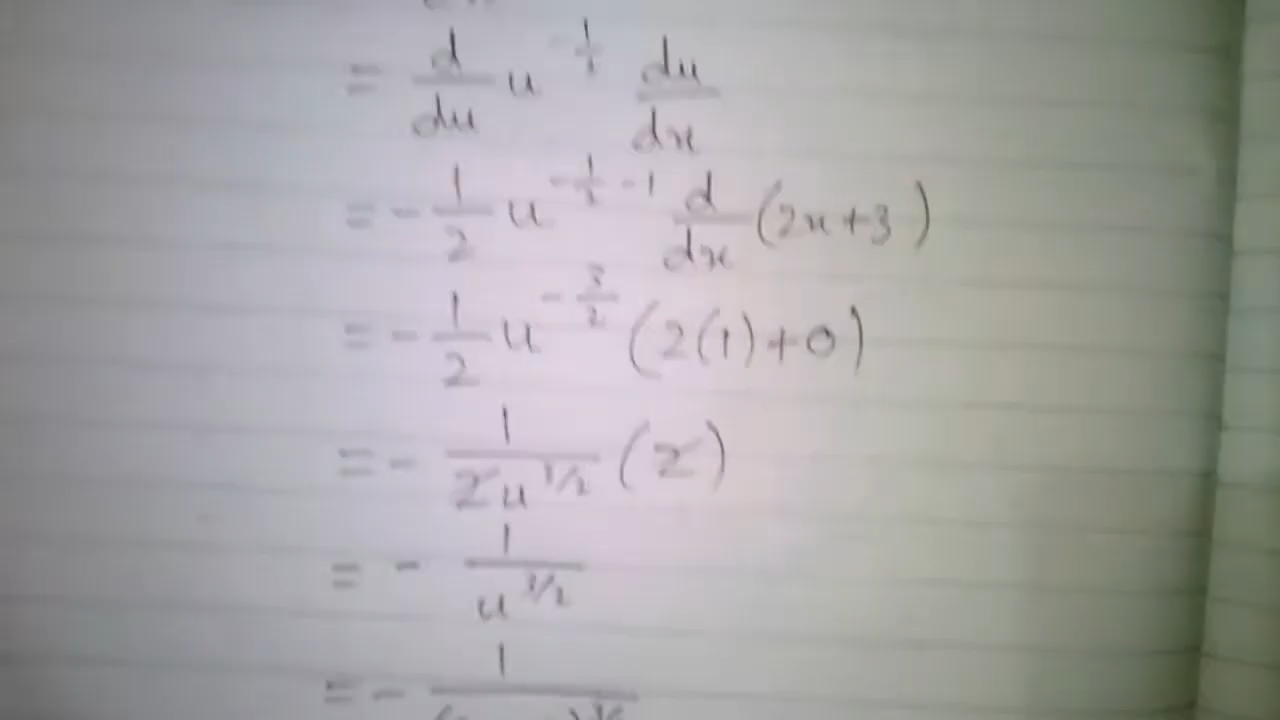 = d/du u^(-1/2) du/dx
= - 1/2 u^(-1/2 - 1) d/dx (2x+3)
= - 1/2 u^(-3/2) (2(1)+0)
= - 1/(2u^(3/2)) (2)
= - 1/u^(3/2)
= - 1